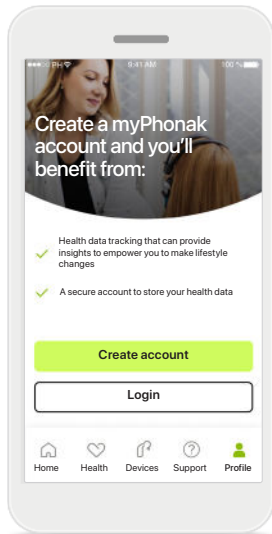 PH 9:41 AM 100 %
Create a myPhonak
account and you'll
benefit from:
Health data tracking that can provide
insights to empower you to make lifestyle
changes
A secure account to store your health data
Create account
Login
Home Health Devices Support Profile